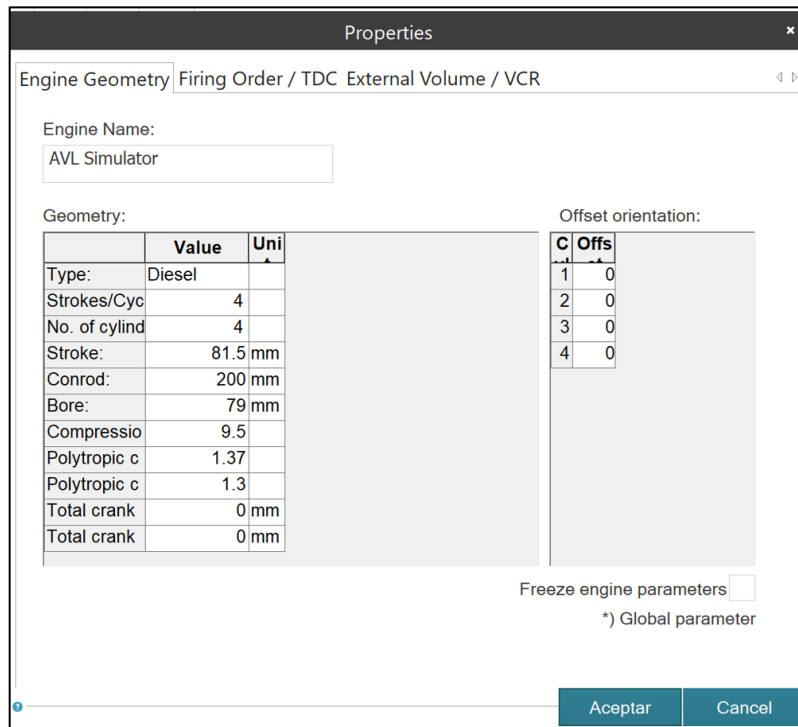 Properties
Engine Geometry Firing Order / TDC External Volume / VCR
Engine Name:
AVL Simulator
Geometry: Offset orientation:
Value Uni
C Offs
Type: Diesel
Strokes/Cyc 4
No. of cylind 4
Stroke: 81.5 mm
Conrod: 200 mm
Bore: 79 mm
Compressio 9.5
Polytropic c 1.37
Polytropic c 1.3
Total crank 0 mm
Total crank 0 mm
1 0
2 0
3 0
4 0
Freeze engine parameters
*) Global parameter
Aceptar Cancel